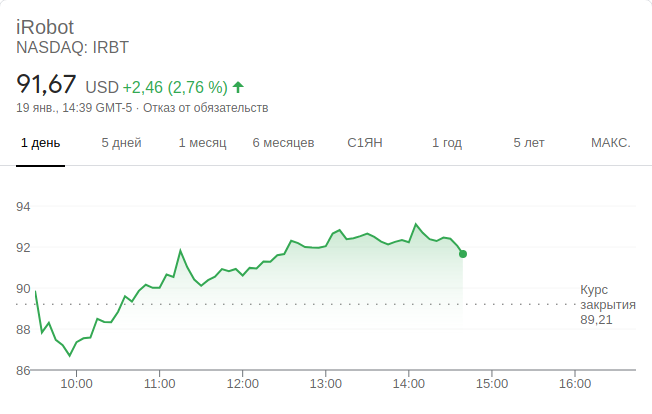 iRobot
NASDAQ: IRBT
91,67 USD +2,46 (2,76 %)
19 янв., 14:39 GMT-5 · Отказ от обязательств
1 день 5 дней 1 месяц 6 месяцев С1ЯН 1 год 5 лет МАКС.
94
92
90
88
86
Курс
закрытия
89,21
10:00 11:00 12:00 13:00 14:00 15:00 16:00